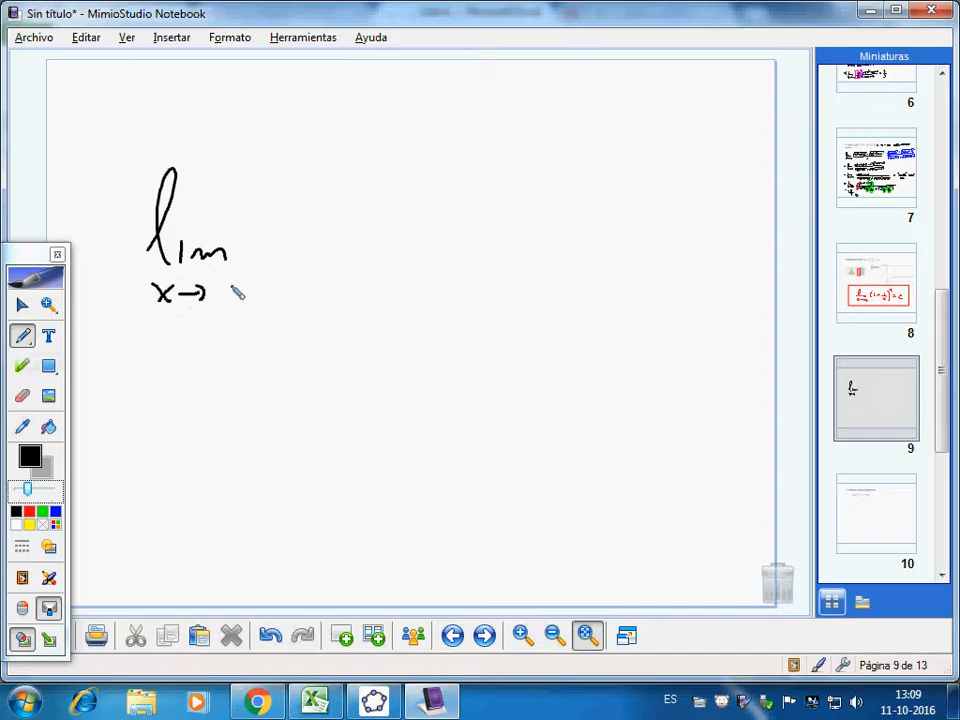 Sin título* - MimioStudio Notebook
Archivo Editar Ver Insertar Formato Herramientas Ayuda
Miniaturas
lim
x→
6
7
8
9
10
T
Página 9 de 13
ES
13:09
11-10-2016